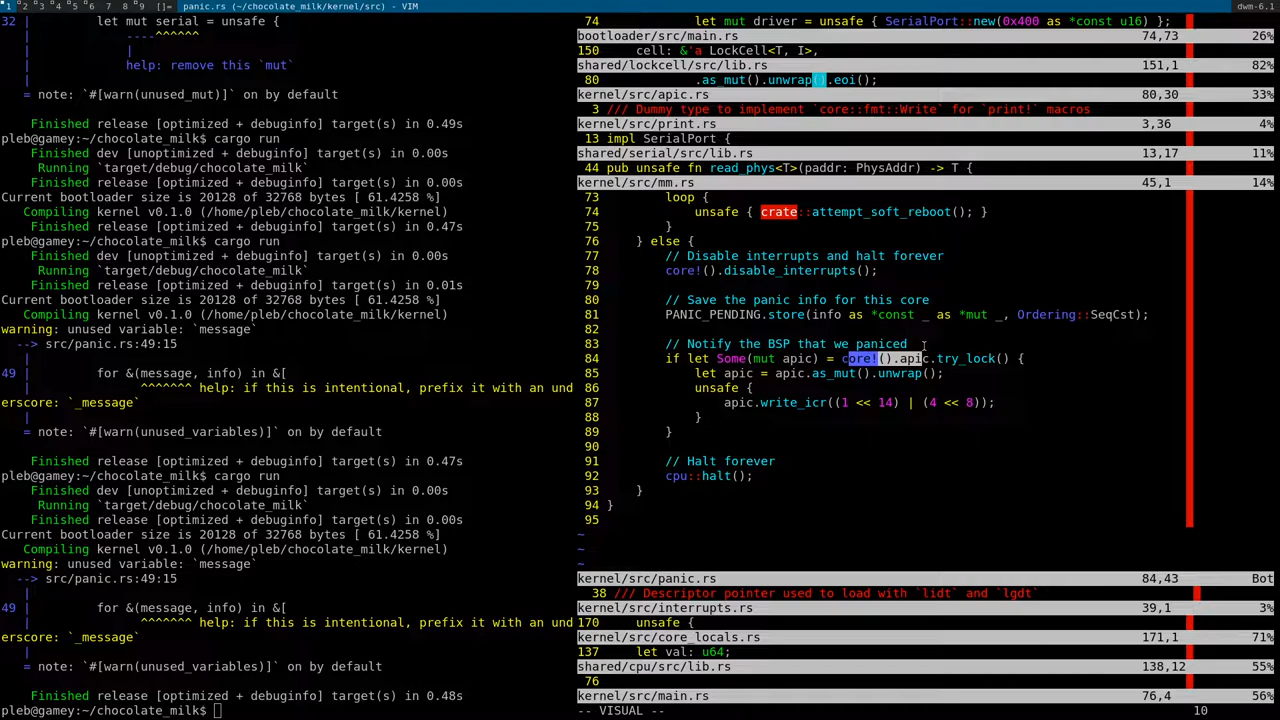 1 2 3 4 5 6 7 8 9 []= panic.rs (~/chocolate_milk/kernel/src) - VIM dwm-6.1
32 | let mut serial = unsafe {
| ----^^^^^^
| |
| help: remove this `mut`
|
= note: `#[warn(unused_mut)]` on by default
Finished release [optimized + debuginfo] target(s) in 0.49s
pleb@gamey:~/chocolate_milk$ cargo run
Finished dev [unoptimized + debuginfo] target(s) in 0.00s
Running `target/debug/chocolate_milk`
Finished release [optimized + debuginfo] target(s) in 0.00s
Current bootloader size is 20128 of 32768 bytes [ 61.4258 %]
Compiling kernel v0.1.0 (/home/pleb/chocolate_milk/kernel)
Finished release [optimized + debuginfo] target(s) in 0.47s
pleb@gamey:~/chocolate_milk$ cargo run
Finished dev [unoptimized + debuginfo] target(s) in 0.00s
Running `target/debug/chocolate_milk`
Finished release [optimized + debuginfo] target(s) in 0.01s
Current bootloader size is 20128 of 32768 bytes [ 61.4258 %]
Compiling kernel v0.1.0 (/home/pleb/chocolate_milk/kernel)
warning: unused variable: `message`
--> src/panic.rs:49:15
|
49 | for &(message, info) in &[
| ^^^^^^^ help: if this is intentional, prefix it with an und
erscore: `_message`
|
= note: `#[warn(unused_variables)]` on by default
Finished release [optimized + debuginfo] target(s) in 0.47s
pleb@gamey:~/chocolate_milk$ cargo run
Finished dev [unoptimized + debuginfo] target(s) in 0.00s
Running `target/debug/chocolate_milk`
Finished release [optimized + debuginfo] target(s) in 0.00s
Current bootloader size is 20128 of 32768 bytes [ 61.4258 %]
Compiling kernel v0.1.0 (/home/pleb/chocolate_milk/kernel)
warning: unused variable: `message`
--> src/panic.rs:49:15
|
49 | for &(message, info) in &[
| ^^^^^^^ help: if this is intentional, prefix it with an und
erscore: `_message`
|
= note: `#[warn(unused_variables)]` on by default
Finished release [optimized + debuginfo] target(s) in 0.48s
pleb@gamey:~/chocolate_milk$
74 let mut driver = unsafe { SerialPort::new(0x400 as *const u16) };
bootloader/src/main.rs 74,73 26%
150 cell: &'a LockCell<T, I>,
shared/lockcell/src/lib.rs 151,1 82%
80 .as_mut().unwrap().eoi();
kernel/src/apic.rs 80,30 33%
3 /// Dummy type to implement `core::fmt::Write` for `print!` macros
kernel/src/print.rs 3,36 4%
13 impl SerialPort {
shared/serial/src/lib.rs 13,17 11%
44 pub unsafe fn read_phys<T>(paddr: PhysAddr) -> T {
kernel/src/mm.rs 45,1 14%
73 loop {
74 unsafe { crate::attempt_soft_reboot(); }
75 }
76 } else {
77 // Disable interrupts and halt forever
78 core!().disable_interrupts();
79
80 // Save the panic info for this core
81 PANIC_PENDING.store(info as *const _ as *mut _, Ordering::SeqCst);
82
83 // Notify the BSP that we paniced
84 if let Some(mut apic) = core!().apic.try_lock() {
85 let apic = apic.as_mut().unwrap();
86 unsafe {
87 apic.write_icr((1 << 14) | (4 << 8));
88 }
89 }
90
91 // Halt forever
92 cpu::halt();
93 }
94 }
95
~
~
~
kernel/src/panic.rs 84,43 Bot
38 /// Descriptor pointer used to load with `lidt` and `lgdt`
kernel/src/interrupts.rs 39,1 3%
170 unsafe {
kernel/src/core_locals.rs 171,1 71%
137 let val: u64;
shared/cpu/src/lib.rs 138,12 55%
76
kernel/src/main.rs 76,4 56%
-- VISUAL -- 10